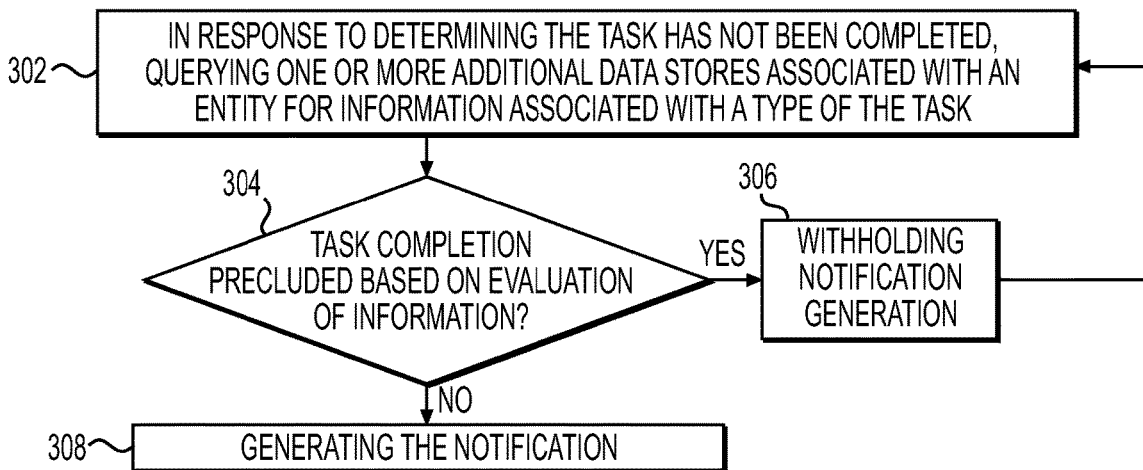 302
IN RESPONSE TO DETERMINING THE TASK HAS NOT BEEN COMPLETED,
QUERYING ONE OR MORE ADDITIONAL DATA STORES ASSOCIATED WITH AN
ENTITY FOR INFORMATION ASSOCIATED WITH A TYPE OF THE TASK
304
TASK COMPLETION
PRECLUDED BASED ON EVALUATION
OF INFORMATION?
YES
306
WITHHOLDING
NOTIFICATION
GENERATION
NO
308
GENERATING THE NOTIFICATION